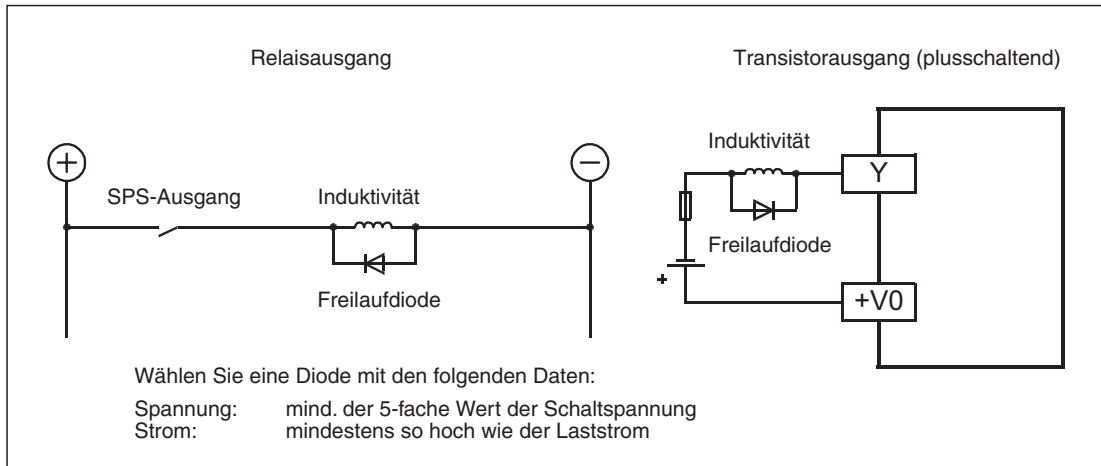 Relaisausgang
Transistorausgang (plusschaltend)
SPS-Ausgang
Induktivität
Freilaufdiode
Induktivität
Y
Freilaufdiode
+
+V0
Wählen Sie eine Diode mit den folgenden Daten:
Spannung: mind. der 5-fache Wert der Schaltspannung
Strom: mindestens so hoch wie der Laststrom